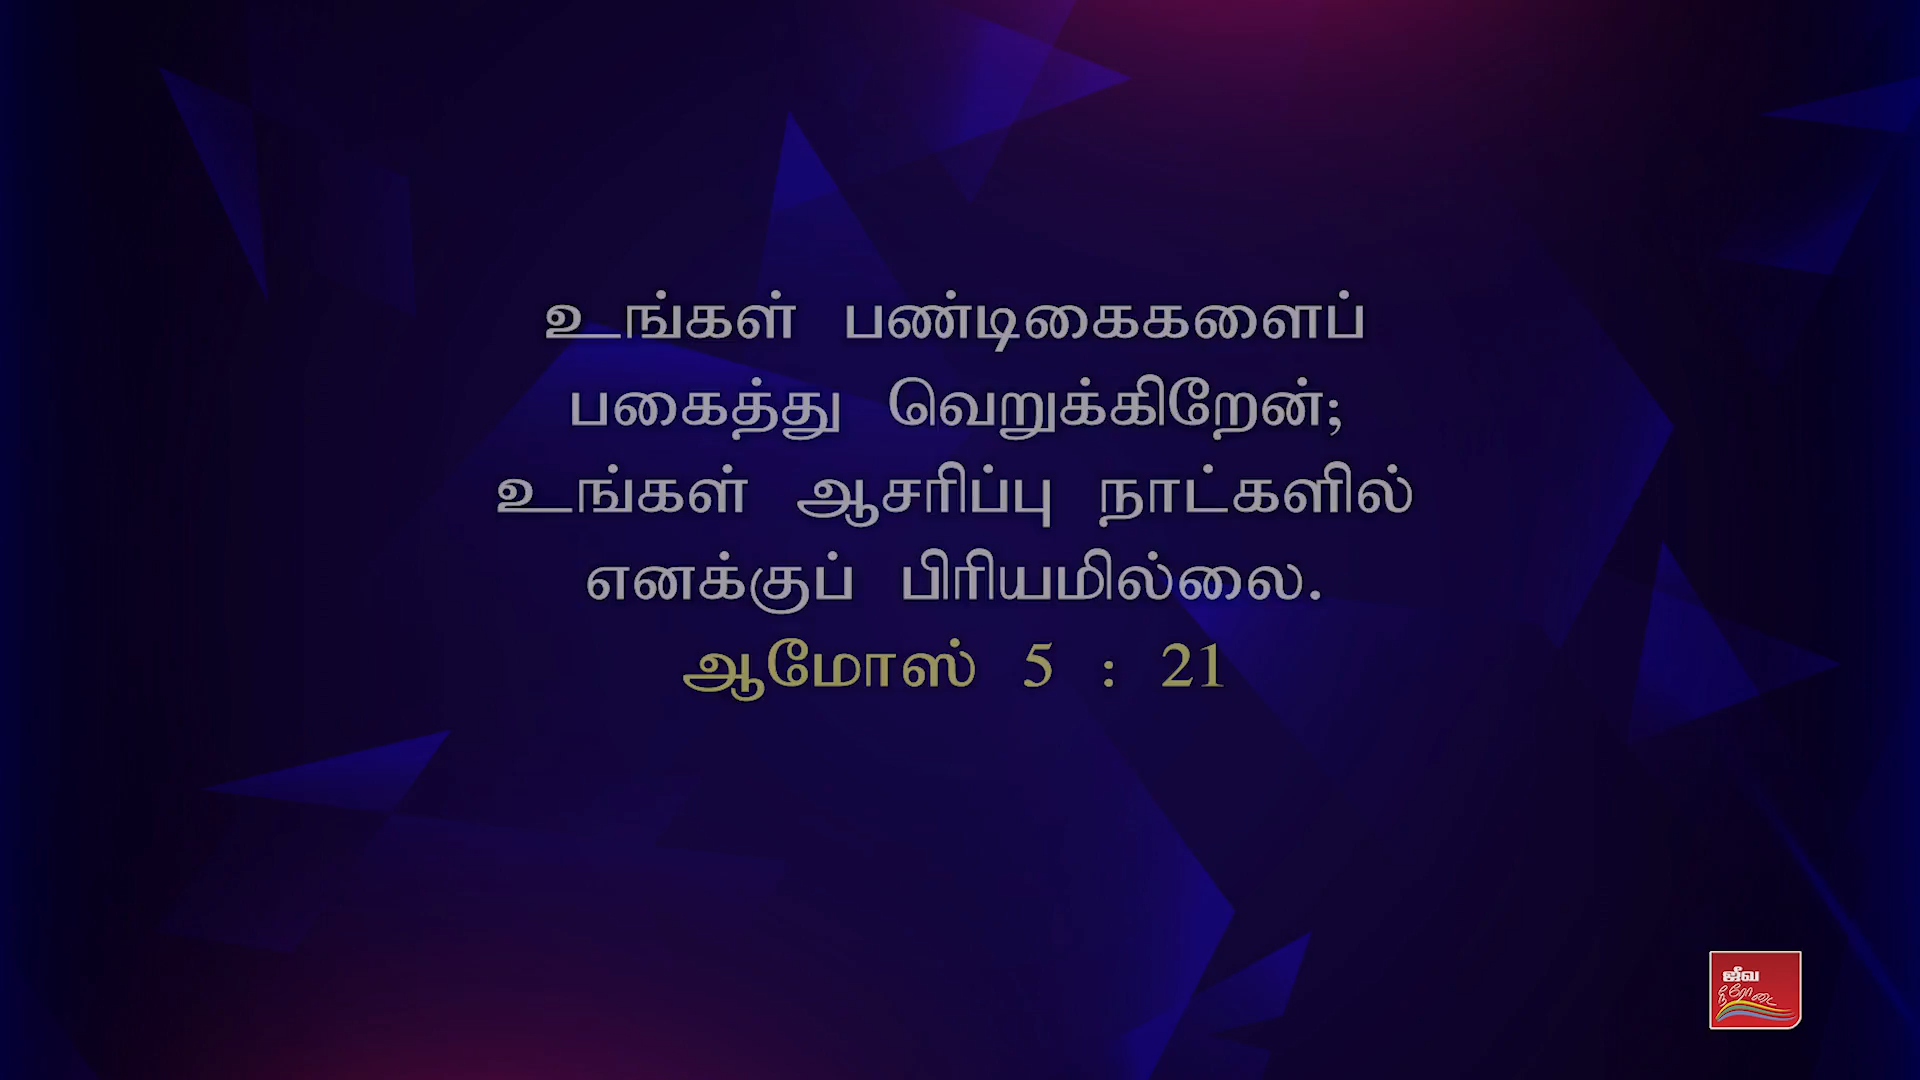 உங்கள் பண்டிகைகளைப்
பகைத்து வெறுக்கிறேன்;
உங்கள் ஆசரிப்பு நாட்களில்
எனக்குப் பிரியமில்லை.
ஆமோஸ் 5 : 21
ஜீவ
நீரோடை